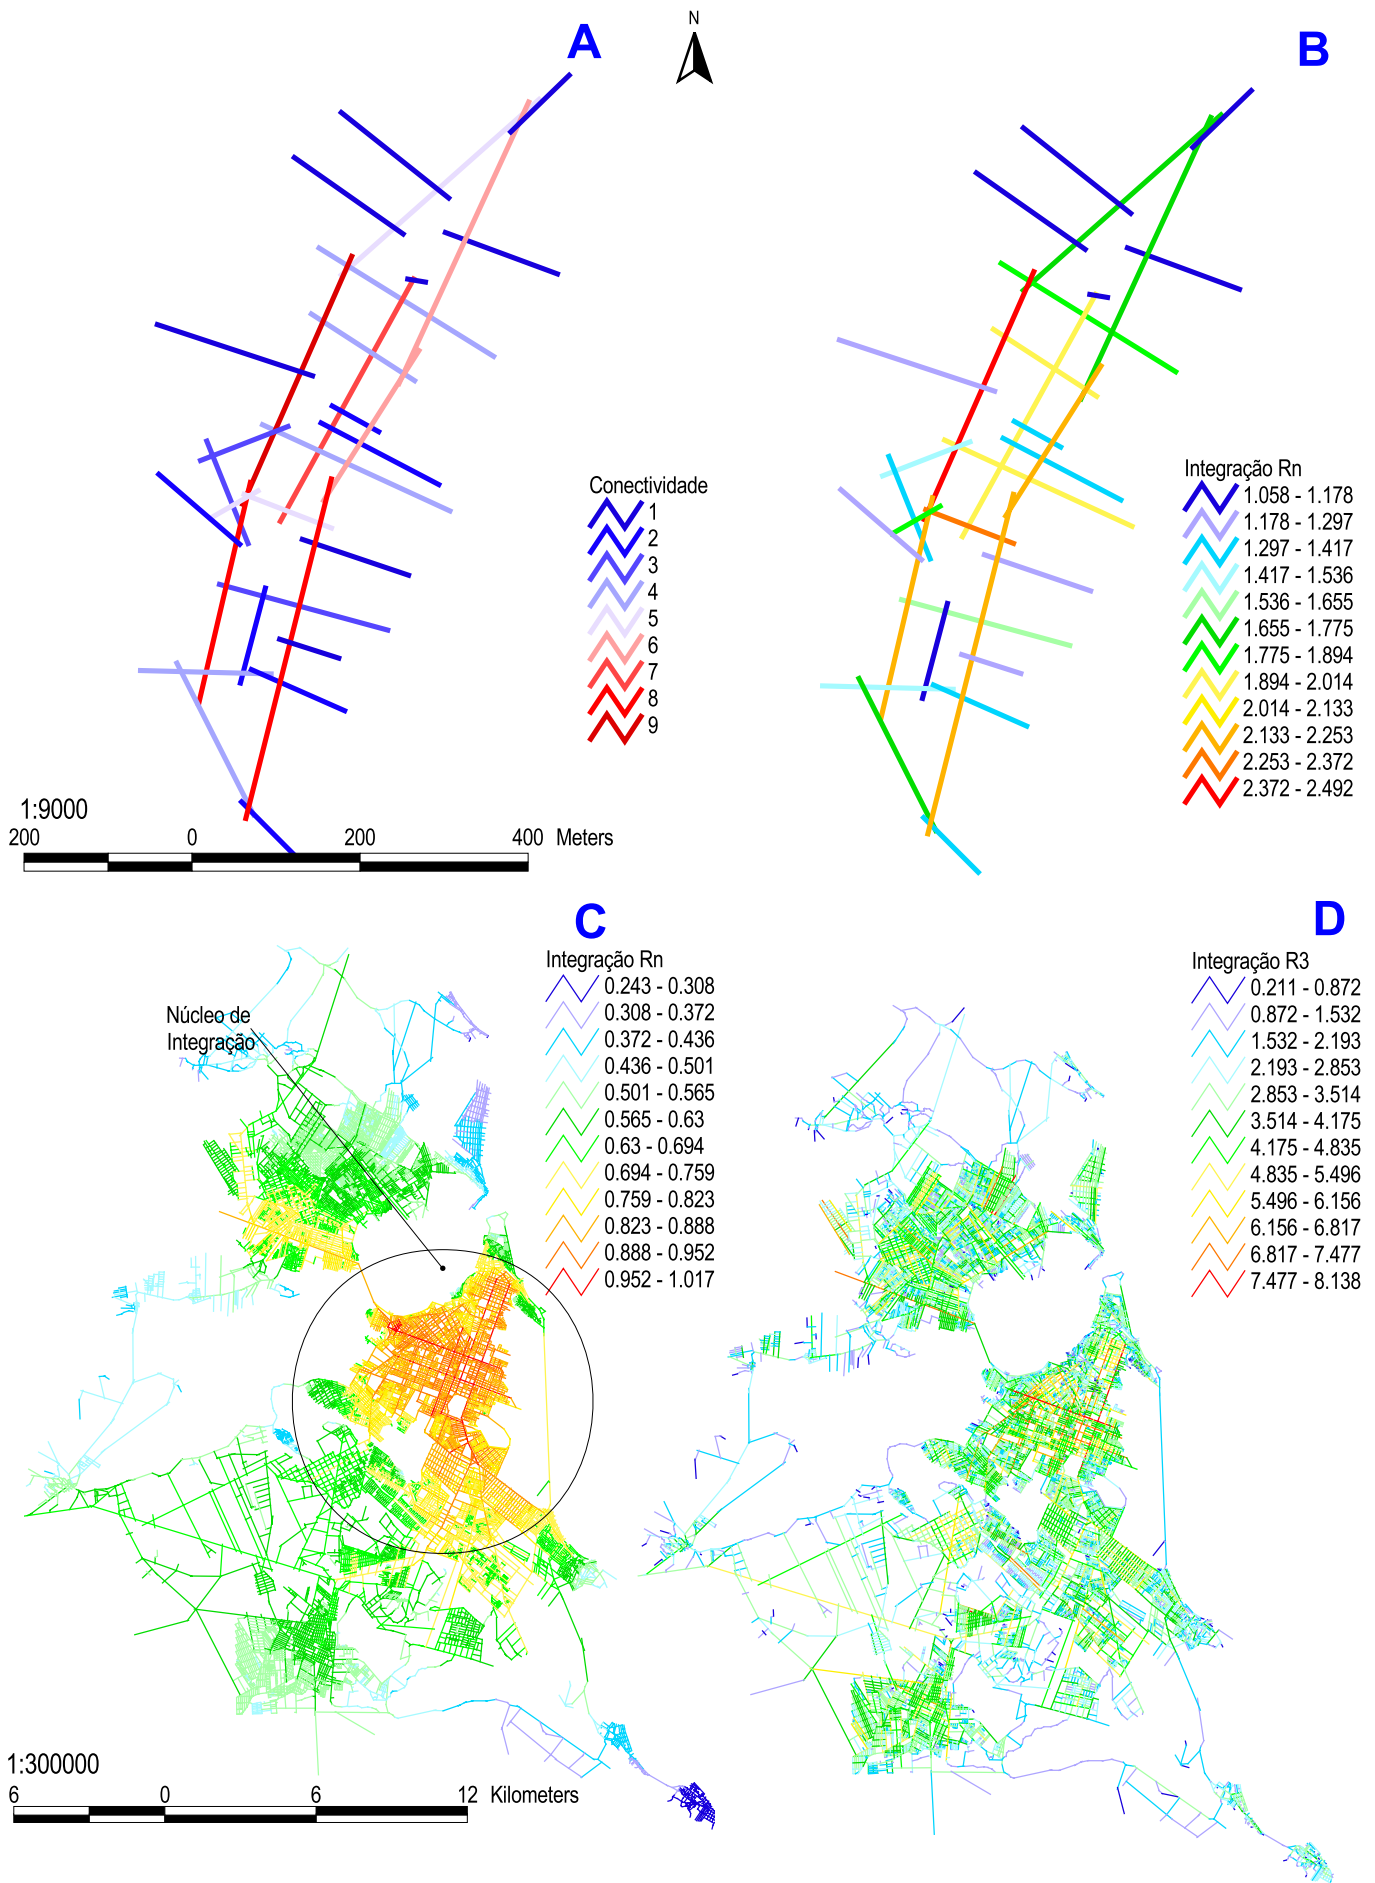 N
A
B
Conectividade
1
2
3
4
5
6
7
8
9
Integração Rn
1.058 - 1.178
1.178 - 1.297
1.297 - 1.417
1.417 - 1.536
1.536 - 1.655
1.655 - 1.775
1.775 - 1.894
1.894 - 2.014
2.014 - 2.133
2.133 - 2.253
2.253 - 2.372
2.372 - 2.492
1:9000
200 0 200 400 Meters
C
Integração Rn
0.243 - 0.308
0.308 - 0.372
0.372 - 0.436
0.436 - 0.501
0.501 - 0.565
0.565 - 0.63
0.63 - 0.694
0.694 - 0.759
0.759 - 0.823
0.823 - 0.888
0.888 - 0.952
0.952 - 1.017
Núcleo de
Integração
D
Integração R3
0.211 - 0.872
0.872 - 1.532
1.532 - 2.193
2.193 - 2.853
2.853 - 3.514
3.514 - 4.175
4.175 - 4.835
4.835 - 5.496
5.496 - 6.156
6.156 - 6.817
6.817 - 7.477
7.477 - 8.138
1:300000
6 0 6 12 Kilometers